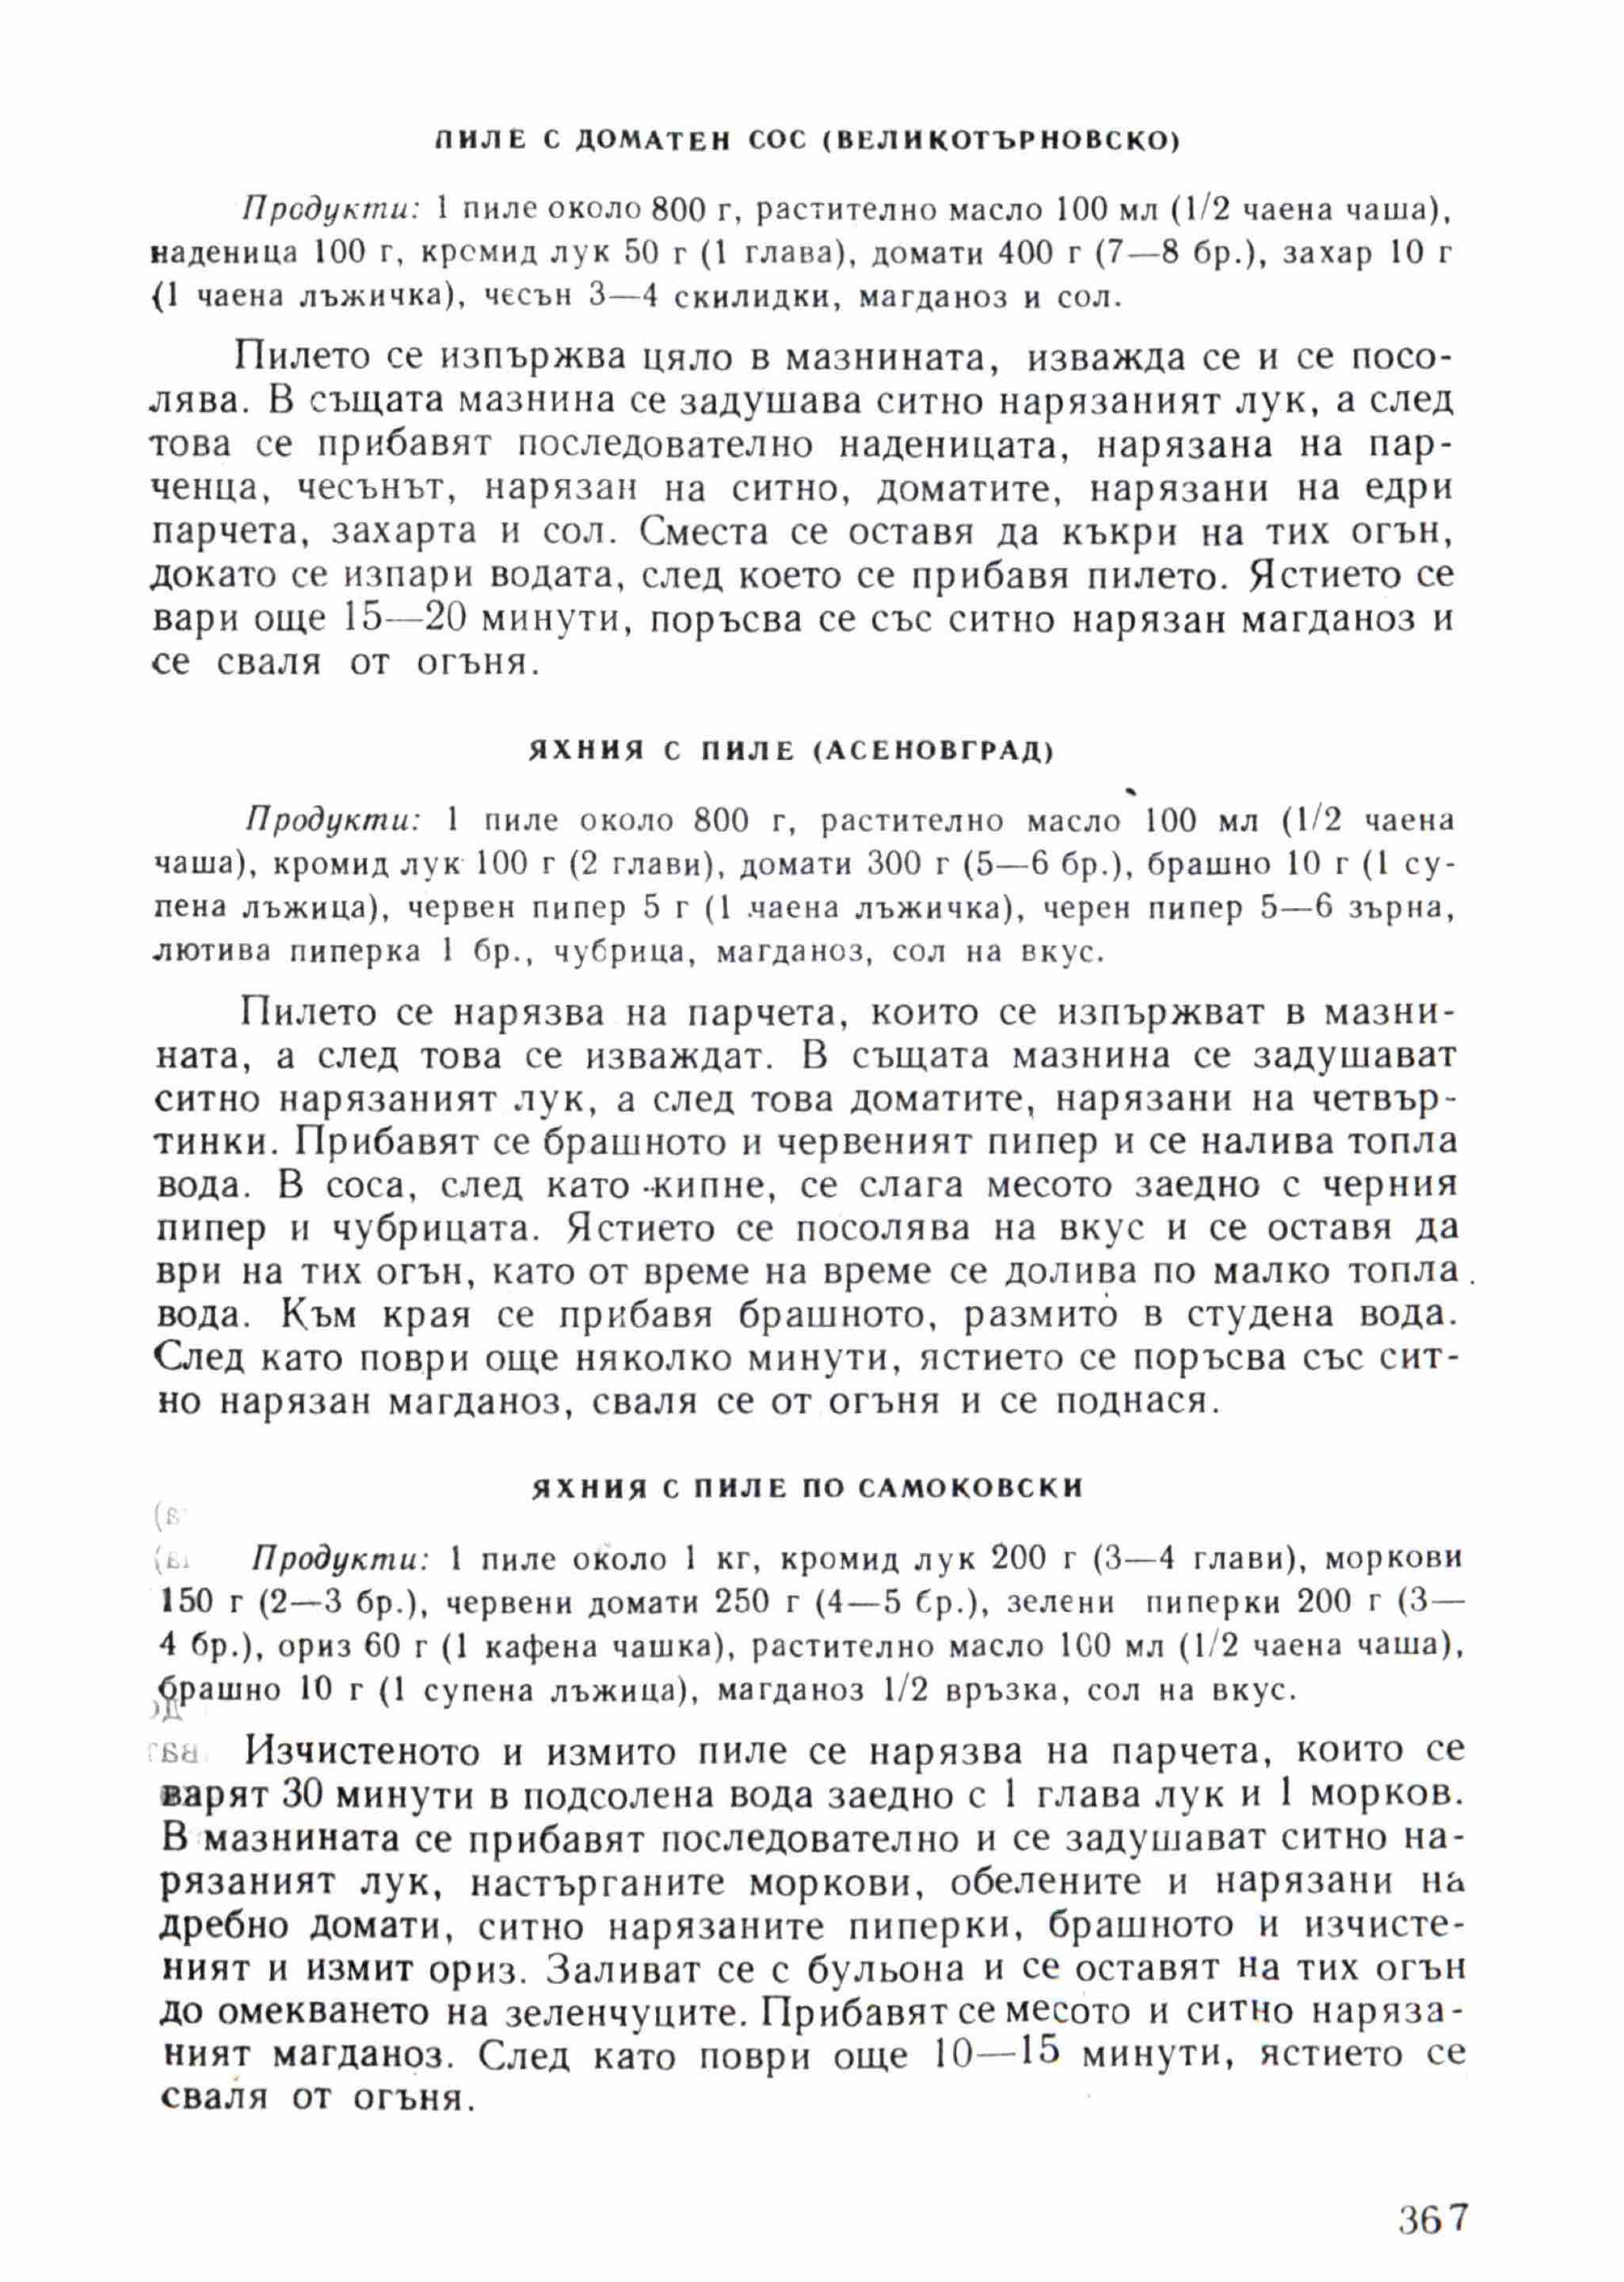 ПИЛЕ С ДОМАТЕН СОС (ВЕЛИКОТЪРНОВСКО)
Продукти: 1 пиле около 800 г, растително масло 100 мл (1/2 чаена чаша),
наденица 100 г, кромид лук 50 г (1 глава), домати 400 г (7—8 бр.), захар 10 г
(1 чаена лъжичка), чесън 3—4 скилидки, магданоз и сол.
Пилето се изпържва цяло в мазнината, изважда се и се посо-
лява. В същата мазнина се задушава ситно нарязаният лук, а след
това се прибавят последователно наденицата, нарязана на пар-
ченца, чесънът, нарязан на ситно, доматите, нарязани на едри
парчета, захарта и сол. Сместа се оставя да къкри на тих огън,
докато се изпари водата, след което се прибавя пилето. Ястието се
вари още 15—20 минути, поръсва се със ситно нарязан магданоз и
се сваля от огъня.
ЯХНИЯ С ПИЛЕ (АСЕНОВГРАД)
Продукти: 1 пиле около 800 г, растително масло 100 мл (1/2 чаена
чаша), кромид лук 100 г (2 глави), домати 300 г (5—6 бр.), брашно 10 г (1 су-
пена лъжица), червен пипер 5 г (1 чаена лъжичка), черен пипер 5—6 зърна,
лютива пиперка 1 бр., чубрица, магданоз, сол на вкус.
Пилето се нарязва на парчета, които се изпържват в мазни-
ната, а след това се изваждат. В същата мазнина се задушават
ситно нарязаният лук, а след това доматите, нарязани на четвър-
тинки. Прибавят се брашното и червеният пипер и се налива топла
вода. В соса, след като кипне, се слага месото заедно с черния
пипер и чубрицата. Ястието се посолява на вкус и се оставя да
ври на тих огън, като от време на време се долива по малко топла
вода. Към края се прибавя брашното, размито в студена вода.
След като поври още няколко минути, ястието се поръсва със сит-
но нарязан магданоз, сваля се от огъня и се поднася.
ЯХНИЯ С ПИЛЕ ПО САМОКОВСКИ
Продукти: 1 пиле около 1 кг, кромид лук 200 г (3—4 глави), моркови
150 г (2—3 бр.), червени домати 250 г (4—5 бр.), зелени пиперки 200 г (3—
4 бр.), ориз 60 г (1 кафена чашка), растително масло 100 мл (1/2 чаена чаша),
брашно 10 г (1 супена лъжица), магданоз 1/2 връзка, сол на вкус.
Изчистеното и измито пиле се нарязва на парчета, които се
варят 30 минути в подсолена вода заедно с 1 глава лук и 1 морков.
В мазнината се прибавят последователно и се задушават ситно на-
рязаният лук, настърганите моркови, обелените и нарязани на
дребно домати, ситно нарязаните пиперки, брашното и изчисте-
ният и измит ориз. Заливат се с бульона и се оставят на тих огън
до омекването на зеленчуците. Прибавят се месото и ситно наряза-
ният магданоз. След като поври още 10—15 минути, ястието се
сваля от огъня.
367